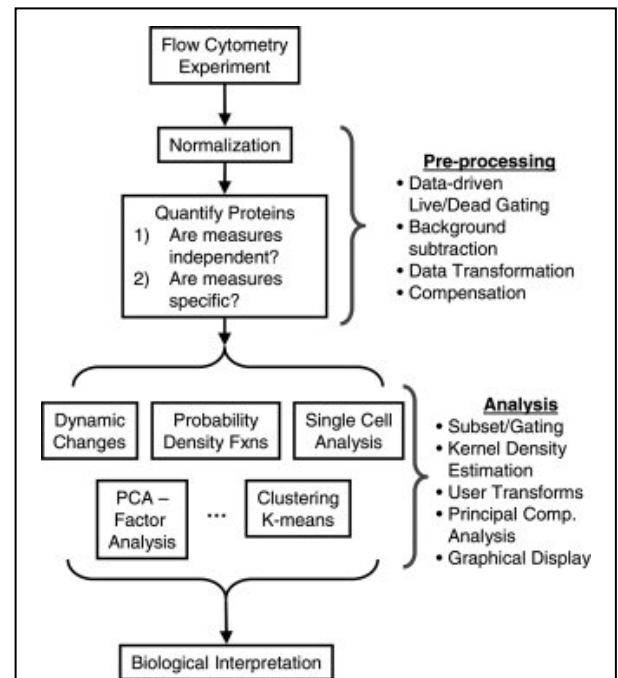 Flow Cytometry
Experiment
Normalization
Quantify Proteins
1) Are measures
independent?
2) Are measures
specific?
Pre-processing
• Data-driven
Live/Dead Gating
• Background
subtraction
• Data Transformation
• Compensation
Dynamic
Changes
Probability
Density Fxns
Single Cell
Analysis
PCA –
Factor
Analysis
...
Clustering
K-means
Analysis
• Subset/Gating
• Kernel Density
Estimation
• User Transforms
• Principal Comp.
Analysis
• Graphical Display
Biological Interpretation